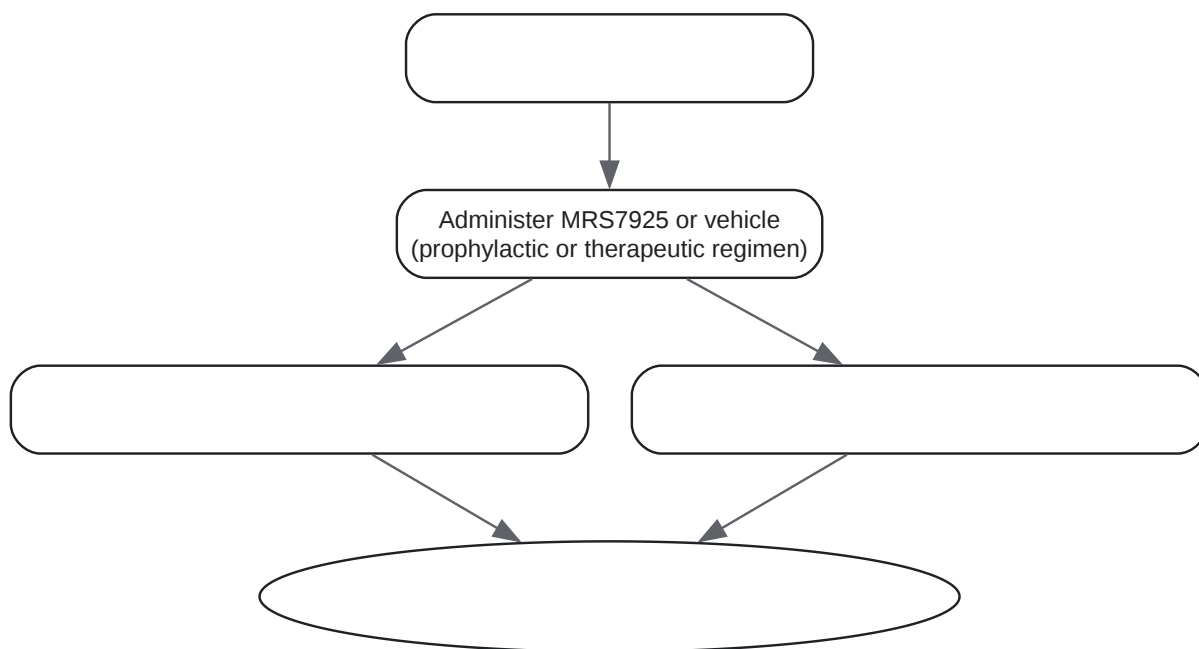 Administer MRS7925 or vehicle
(prophylactic or therapeutic regimen)